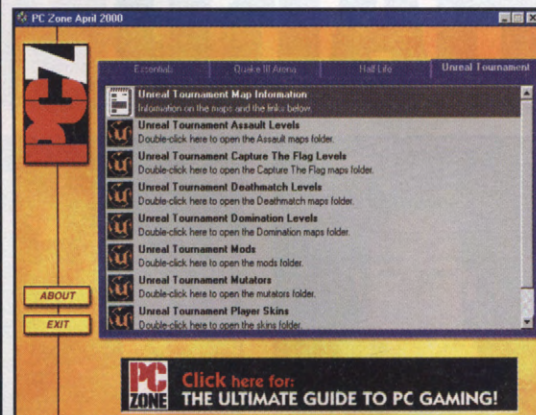 PC Zone April 2000
PCZ
Essentials
Quake III Arena
Half Life
Unreal Tournament
Unreal Tournament Map Information
Information on the maps and the links below.
Unreal Tournament Assault Levels
Double-click here to open the Assault maps folder.
Unreal Tournament Capture The Flag Levels
Double-click here to open the Capture The Flag maps folder.
Unreal Tournament Deathmatch Levels
Double-click here to open the Deathmatch maps folder.
Unreal Tournament Domination Levels
Double-click here to open the Domination maps folder.
Unreal Tournament Mods
Double-click here to open the mods folder.
Unreal Tournament Mutators
Double-click here to open the mutators folder.
Unreal Tournament Player Skins
Double-click here to open the skins folder.
ABOUT
EXIT
PC ZONE
Click here for:
THE ULTIMATE GUIDE TO PC GAMING!